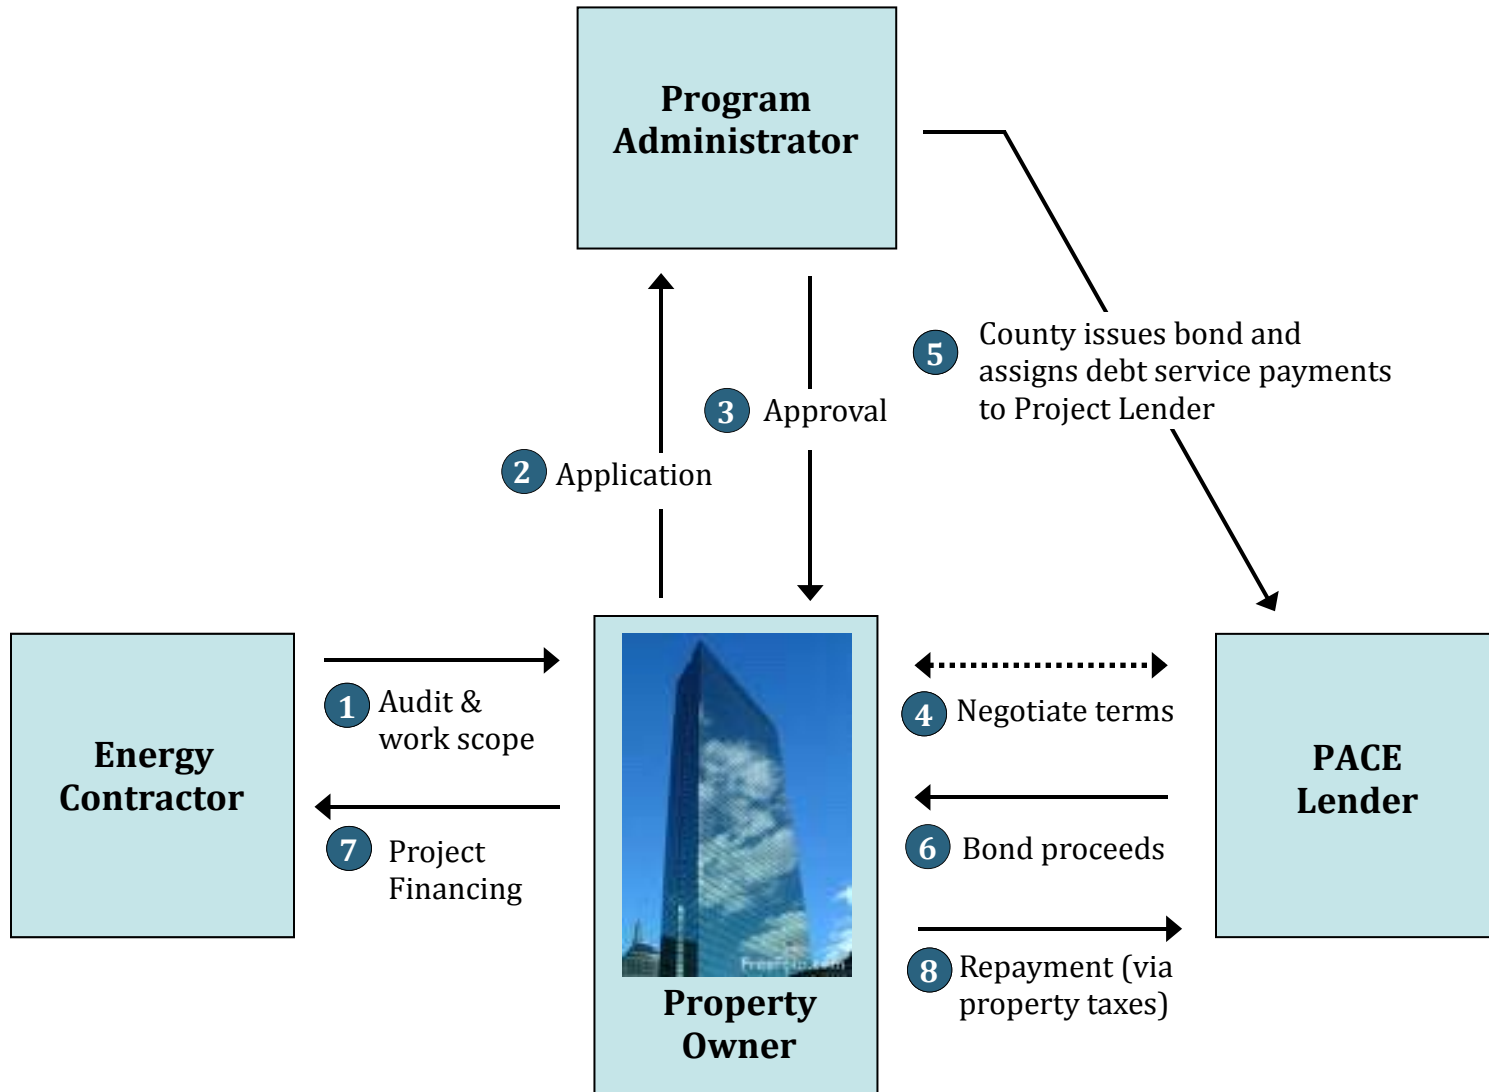 Program
Administrator
5
County issues bond and
assigns debt service payments
to Project Lender
3
Approval
2
Application
1
Audit &
work scope
4
Negotiate terms
Energy
Contractor
PACE
Lender
7
Project
Financing
6
Bond proceeds
8
Repayment (via
property taxes)
Property
Owner